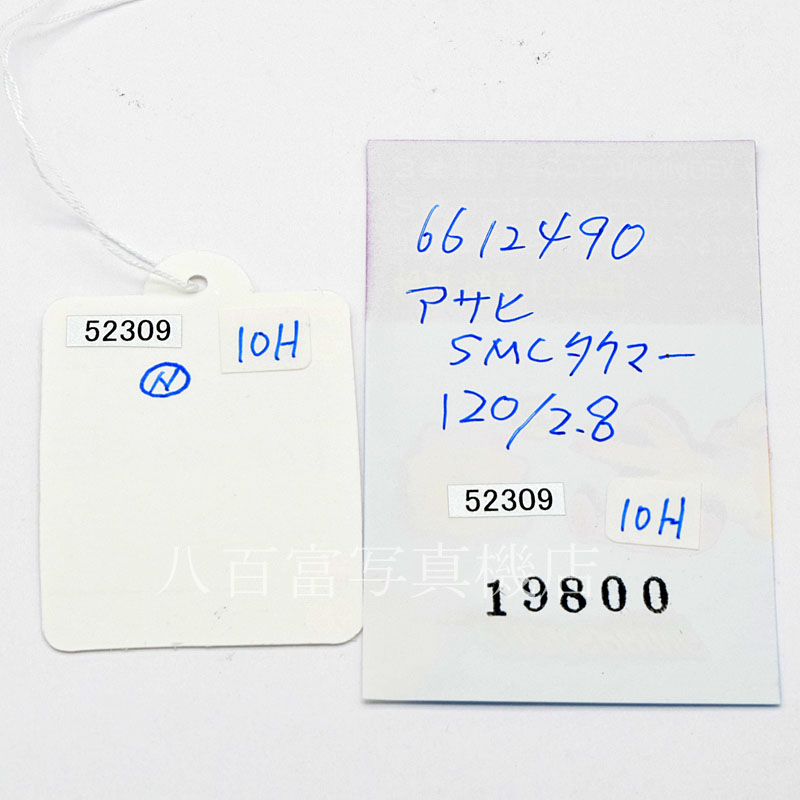 52309
10H
N
6612490
アサヒ
SMCタクマー
120/2.8
52309
10H
19800
八百富写真機店